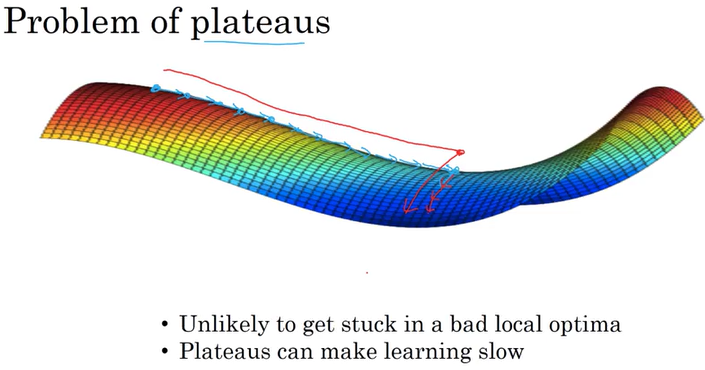 Problem of plateaus
• Unlikely to get stuck in a bad local optima
• Plateaus can make learning slow